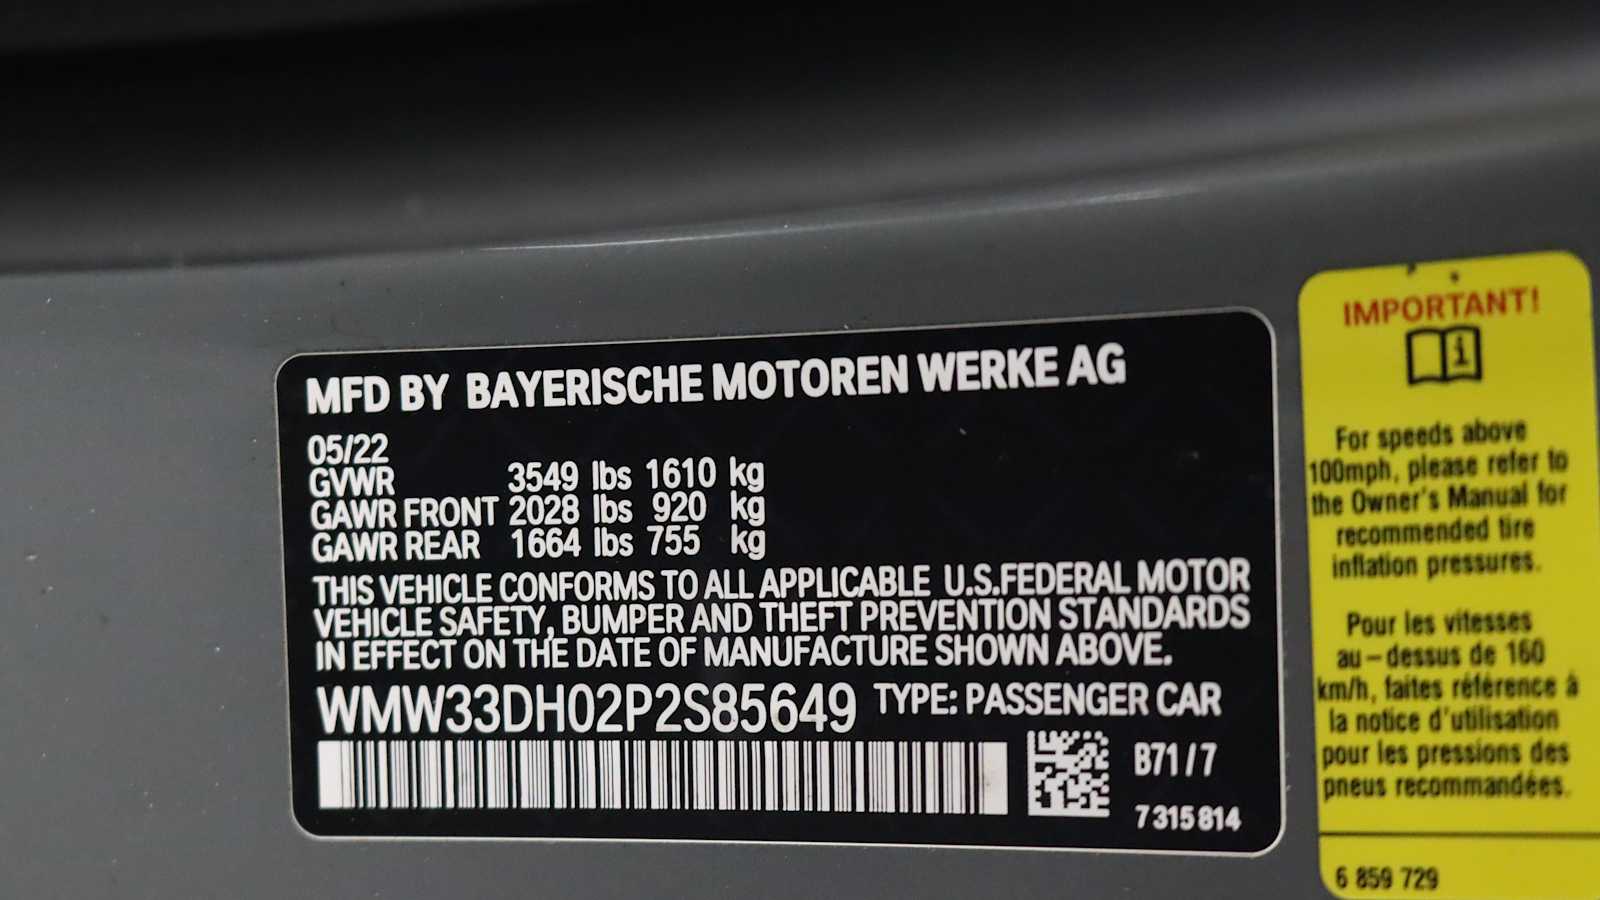 MFD BY BAYERISCHE MOTOREN WERKE AG
05/22
GVWR 3549 lbs 1610 kg
GAWR FRONT 2028 lbs 920 kg
GAWR REAR 1664 lbs 755 kg
THIS VEHICLE CONFORMS TO ALL APPLICABLE U.S.FEDERAL MOTOR
VEHICLE SAFETY, BUMPER AND THEFT PREVENTION STANDARDS
IN EFFECT ON THE DATE OF MANUFACTURE SHOWN ABOVE.
WMW33DH02P2S85649 TYPE: PASSENGER CAR
B71/7
7 315 814
IMPORTANT!
i
For speeds above
100mph, please refer to
the Owner's Manual for
recommended tire
inflation pressures.
Pour les vitesses
au-dessus de 160
km/h, faites référence à
la notice d'utilisation
pour les pressions des
pneus recommandées.
6 859 729